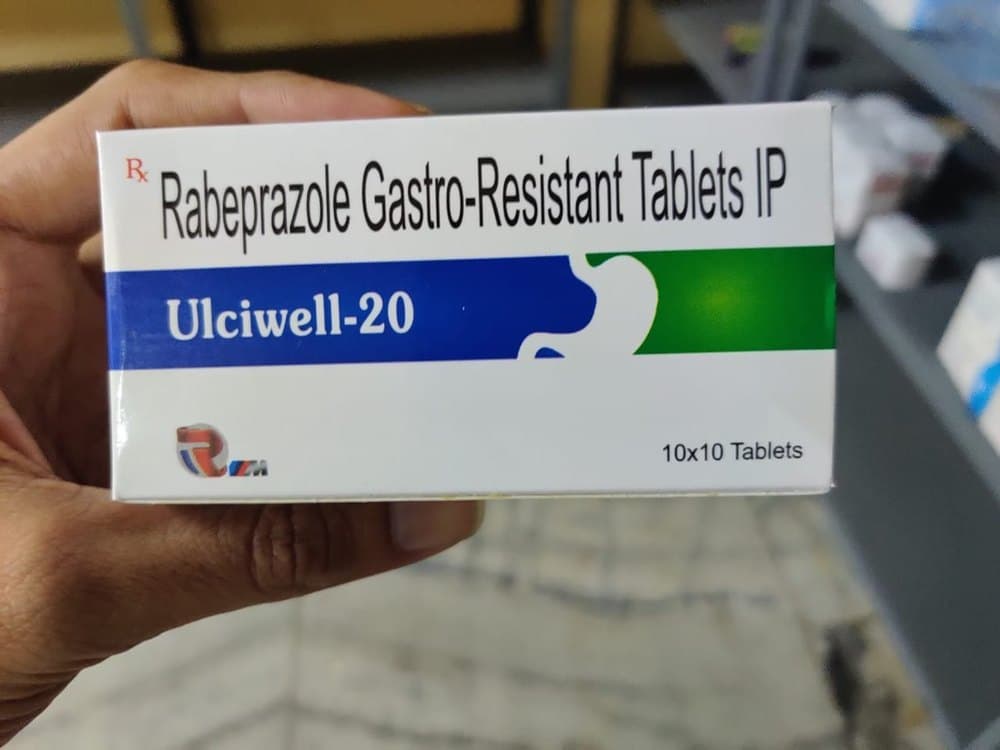 Rx Rabeprazole Gastro-Resistant Tablets IP
Ulciwell-20
R M
10x10 Tablets